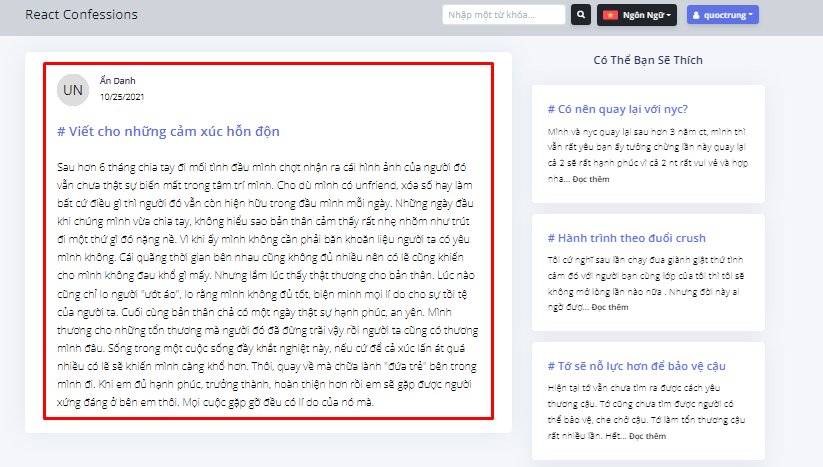 React Confessions
Nhập một từ khóa...
Ngôn Ngữ
quoctrung
UN
Ẩn Danh
10/25/2021
# Viết cho những cảm xúc hỗn độn
Sau hơn 6 tháng chia tay đi mối tình đầu mình chợt nhận ra cái hình ảnh của người đó
vẫn chưa thật sự biến mất trong tâm trí mình. Cho dù mình có unfriend, xóa số hay làm
bất cứ điều gì thì người đó vẫn còn hiện hữu trong đầu mình mỗi ngày. Những ngày đầu
khi chúng mình vừa chia tay, không hiểu sao bản thân cảm thấy rất nhẹ nhõm như trút
đi một thứ gì đó nặng nề. Vì khi ấy mình không cần phải băn khoăn liệu người ta có yêu
mình không. Cái quãng thời gian bên nhau cũng không đủ nhiều nên có lẽ cũng khiến
cho mình không đau khổ gì mấy. Nhưng lắm lúc thấy thật thương cho bản thân. Lúc nào
cũng chỉ lo người "ướt áo", lo rằng mình không đủ tốt, biện minh mọi lí do cho sự tồi tệ
của người ta. Cuối cùng bản thân chả có một ngày thật sự hạnh phúc, an yên. Mình
thương cho những tổn thương mà người đó đã đừng trãi vậy rồi người ta cũng có thương
mình đâu. Sống trong một cuộc sống đầy khắt nghiệt này, nếu cứ để cả xúc lấn át quá
nhiều có lẽ sẽ khiến mình càng khổ hơn. Thôi, quay về mà chữa lành "đứa trẻ" bên trong
mình đi. Khi em đủ hạnh phúc, trưởng thành, hoàn thiện hơn rồi em sẽ gặp được người
xứng đáng ở bên em thôi. Mọi cuộc gặp gỡ đều có lí do của nó mà.
Có Thể Bạn Sẽ Thích
# Có nên quay lại với nyc?
Mình và nyc quay lại sau hơn 3 năm ct, mình thì
vẫn rất yêu bạn ấy tưởng chừng lần này quay lại
cả 2 sẽ rất hạnh phúc vì cả 2 nt rất vui vẻ và hợp
nha... Đọc thêm
# Hành trình theo đuổi crush
Tôi cứ nghĩ sau lần chạy đua giành giật thứ tình
cảm đó với người bạn cùng lớp của tôi thì tôi sẽ
không mở lòng lần nào nữa . Nhưng đời này ai
ngờ đượ... Đọc thêm
# Tớ sẽ nỗ lực hơn để bảo vệ cậu
Hiện tại tớ vẫn chưa tìm ra được cách yêu
thương cậu. Tớ cũng chưa tìm được người có
thể bảo vệ, che chở cậu. Tớ làm tổn thương cậu
rất nhiều lần. Hết... Đọc thêm